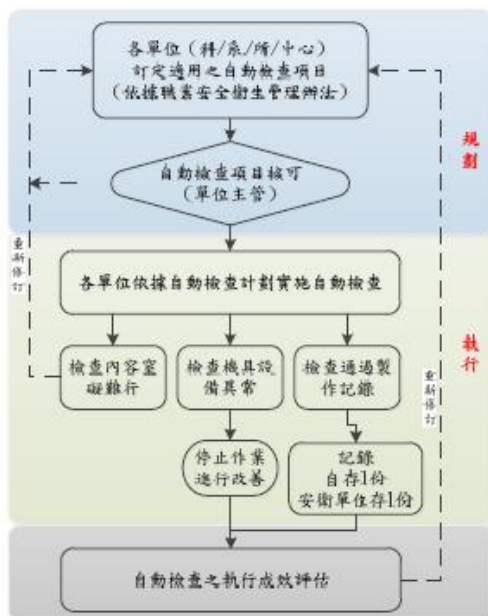 各單位（科/系/所/中心）
訂定適用之自動檢查項目
（依據職業安全衛生管理辦法）
規劃
自動檢查項目核可
（單位主管）
重新修訂
各單位依據自動檢查計劃實施自動檢查
執行
檢查內容窒
礙難行
檢查機具設
備異常
檢查通過製
作記錄
重新修訂
停止作業
進行改善
記錄
自存1份
安衛單位存1份
自動檢查之執行成效評估